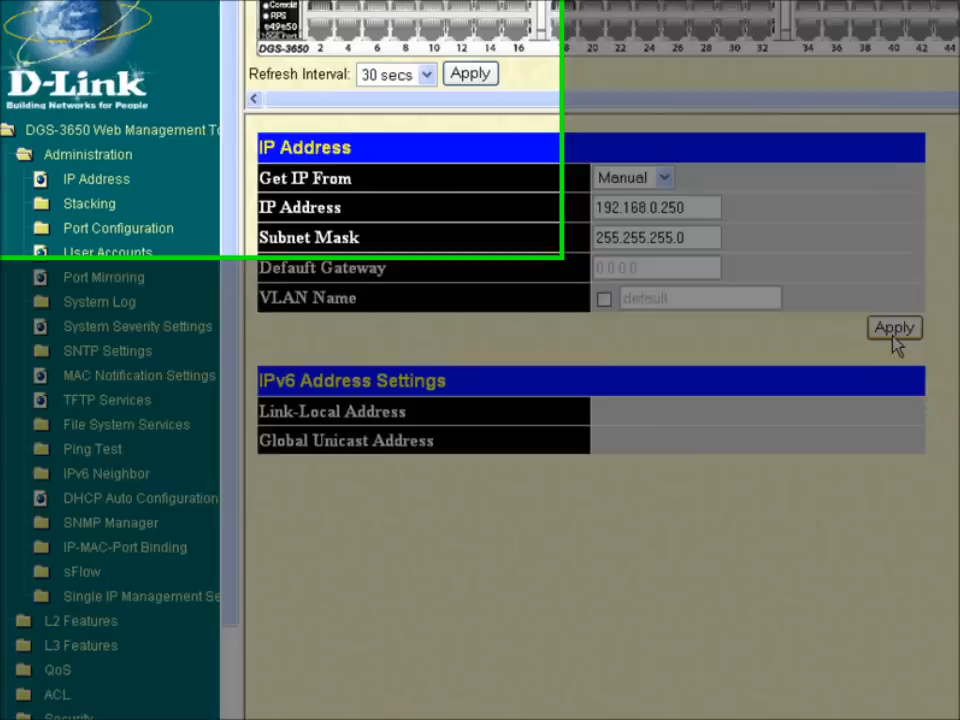 Console
RPS
DGS-3650 2 4 6 8 10 12 14 16 20 22 24 26 28 30 32 34 36 38 40 42 44
D-Link
Building Networks for People
Refresh Interval: 30 secs Apply
DGS-3650 Web Management To
Administration
IP Address
Stacking
Port Configuration
User Accounts
Port Mirroring
System Log
System Severity Settings
SNTP Settings
MAC Notification Settings
TFTP Services
File System Services
Ping Test
IPv6 Neighbor
DHCP Auto Configuration
SNMP Manager
IP-MAC-Port Binding
sFlow
Single IP Management Se
L2 Features
L3 Features
QoS
ACL
Security
IP Address
Get IP From Manual
IP Address 192.168.0.250
Subnet Mask 255.255.255.0
Default Gateway 0.0.0.0
VLAN Name default
Apply
IPv6 Address Settings
Link-Local Address
Global Unicast Address